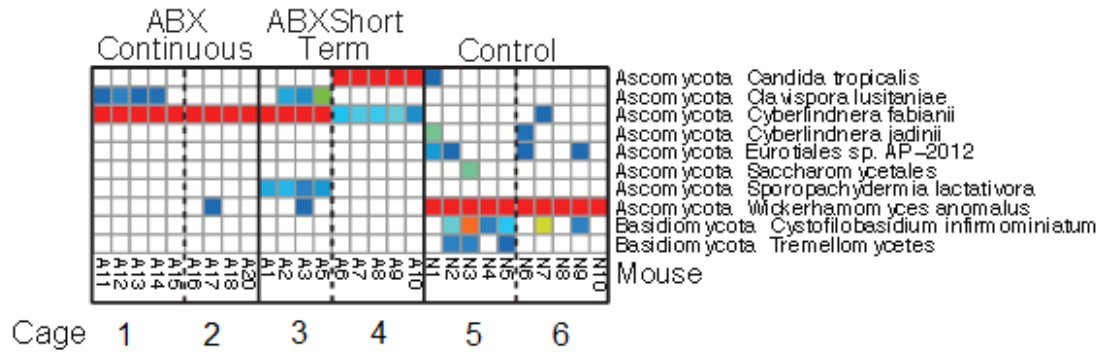 ABX ABXShort
Continuous Term Control
Ascomycota Candida tropicalis
Ascomycota Clavispora lusitaniae
Ascomycota Cyberlindnera fabianii
Ascomycota Cyberlindnera jadinii
Ascomycota Eurotiales sp. AP-2012
Ascomycota Saccharomycetales
Ascomycota Sporopachydermia lactativora
Ascomycota Wickerhamomyces anomalus
Basidiomycota Cystofilobasidium infirmominiatum
Basidiomycota Tremellomycetes
A11 A12 A13 A14 A15 A16 A17 A18 A20 A1 A2 A3 A5 A6 A7 A8 A9 A10 N1 N2 N3 N4 N5 N6 N7 N8 N9 N10 Mouse
Cage 1 2 3 4 5 6